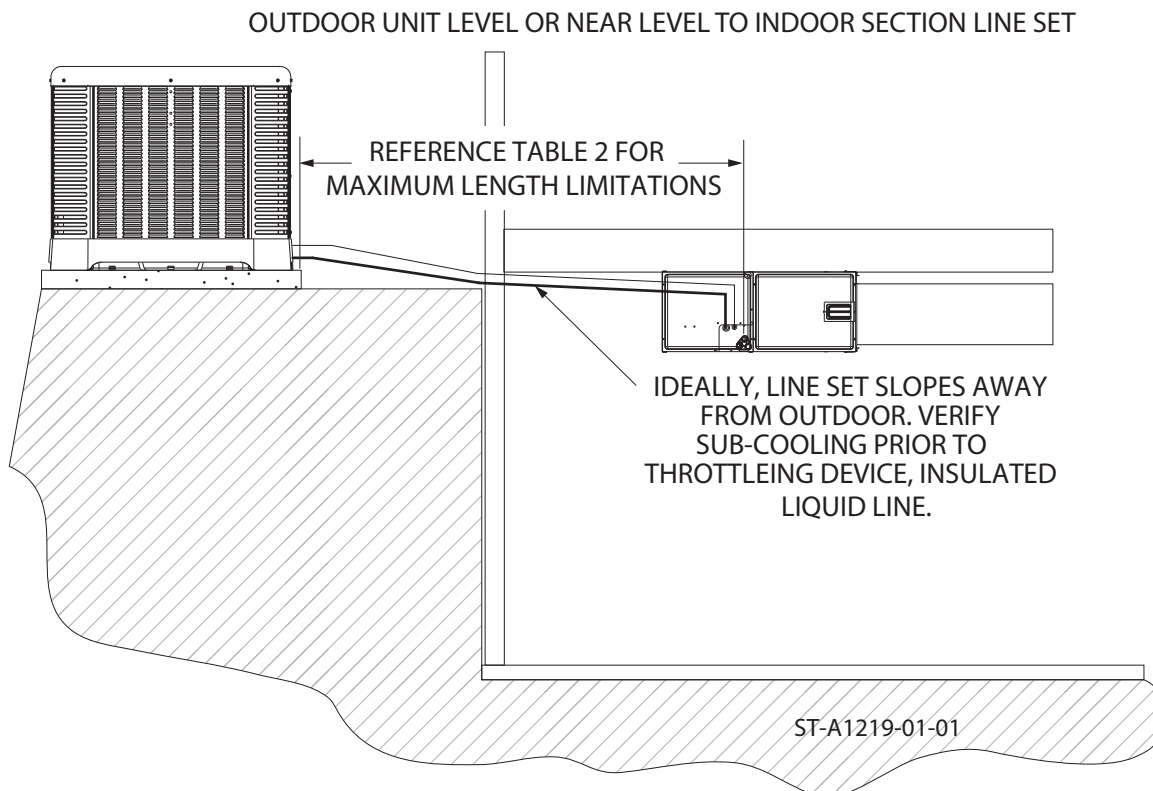 OUTDOOR UNIT LEVEL OR NEAR LEVEL TO INDOOR SECTION LINE SET
REFERENCE TABLE 2 FOR
MAXIMUM LENGTH LIMITATIONS
IDEALLY, LINE SET SLOPES AWAY
FROM OUTDOOR. VERIFY
SUB-COOLING PRIOR TO
THROTTLEING DEVICE, INSULATED
LIQUID LINE.
ST-A1219-01-01